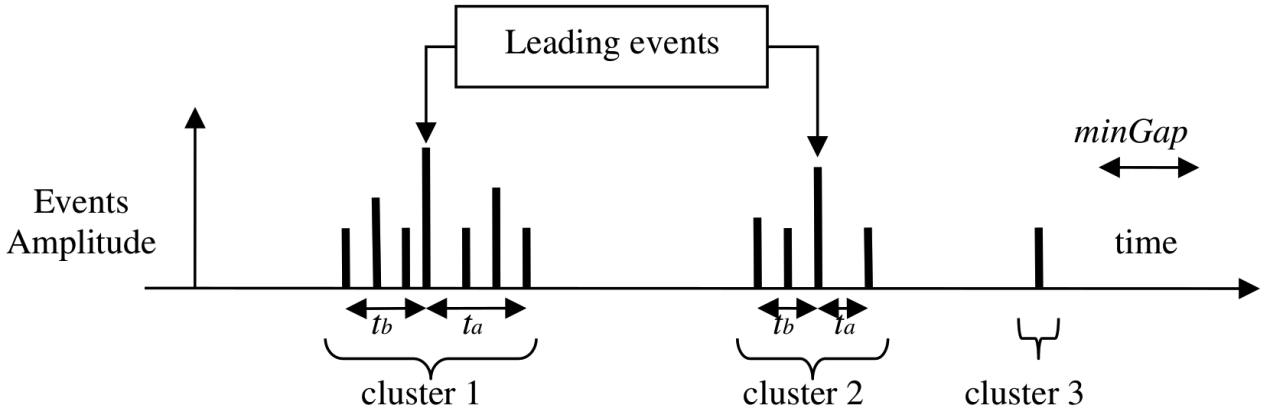 Leading events
minGap
Events
Amplitude
time
tb
ta
tb
ta
cluster 1
cluster 2
cluster 3